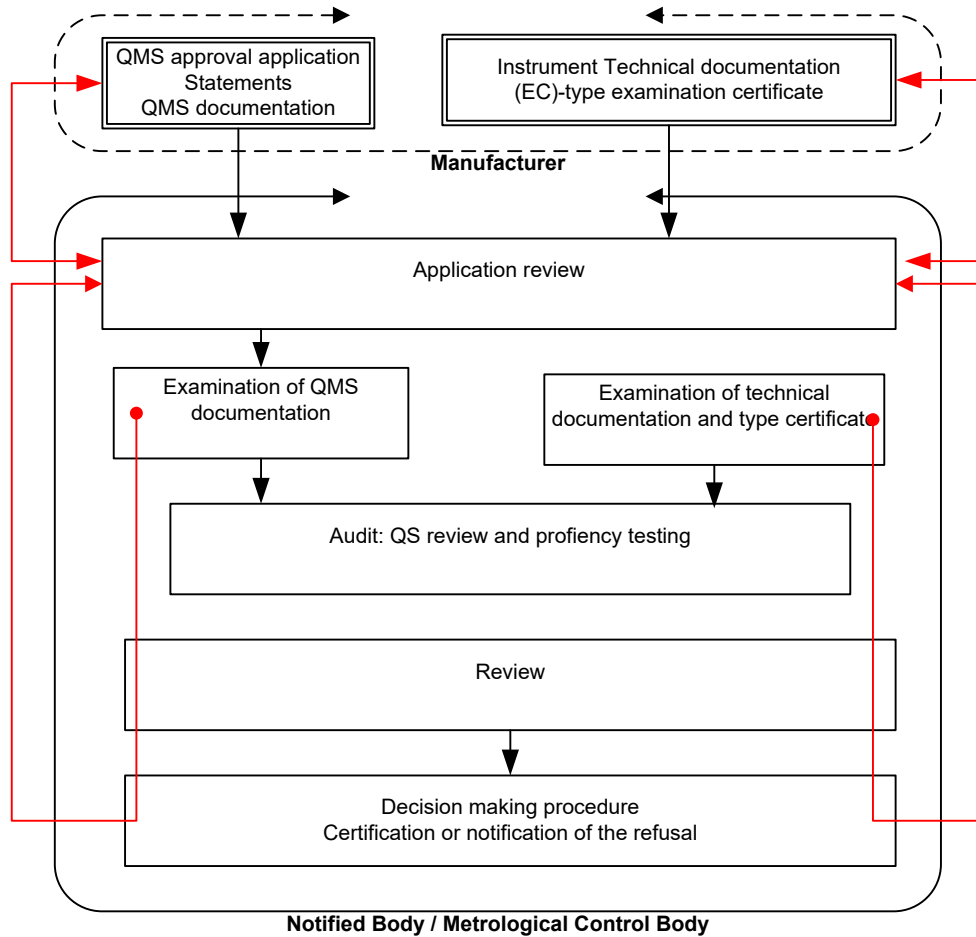 QMS approval application
Statements
QMS documentation
Instrument Technical documentation
(EC)-type examination certificate
Manufacturer
Application review
Examination of QMS
documentation
Examination of technical
documentation and type certificate
Audit: QS review and profiency testing
Review
Decision making procedure
Certification or notification of the refusal
Notified Body / Metrological Control Body